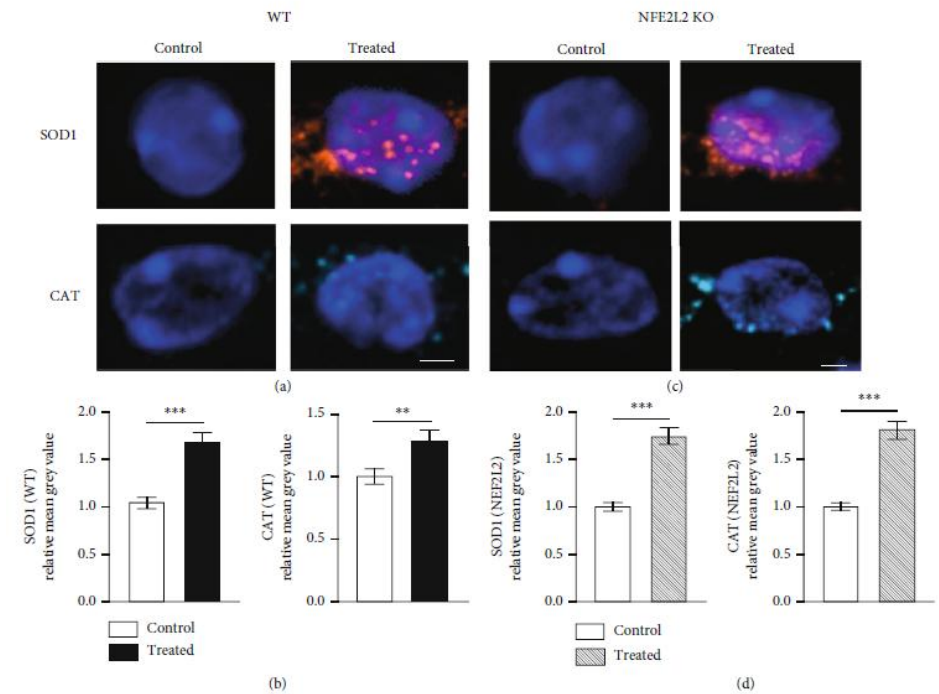 WT
NFE2L2 KO
Control
Treated
Control
Treated
SOD1
CAT
(a)
(c)
2.0
1.5
1.0
0.5
0.0
SOD1 (WT)
relative mean grey value
***
1.5
1.0
0.5
0.0
CAT (WT)
relative mean grey value
**
2.0
1.5
1.0
0.5
0.0
SOD1 (NEF2L2)
relative mean grey value
***
2.0
1.5
1.0
0.5
0.0
CAT (NEF2L2)
relative mean grey value
***
Control
Treated
Control
Treated
(b)
(d)